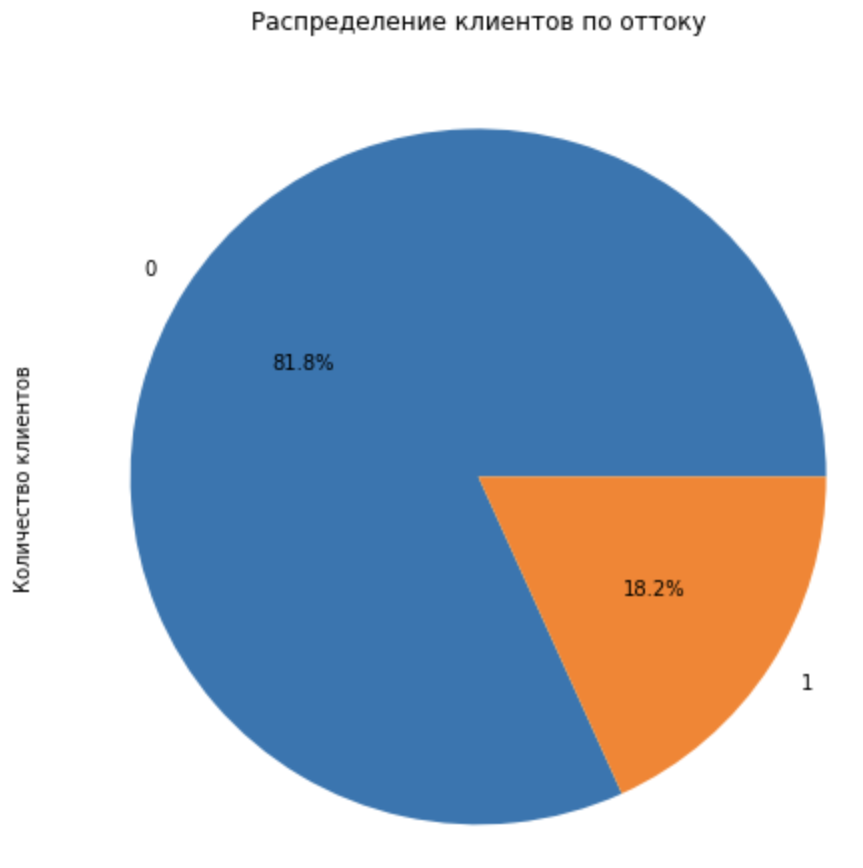 Распределение клиентов по оттоку
0
81.8%
Количество клиентов
18.2%
1